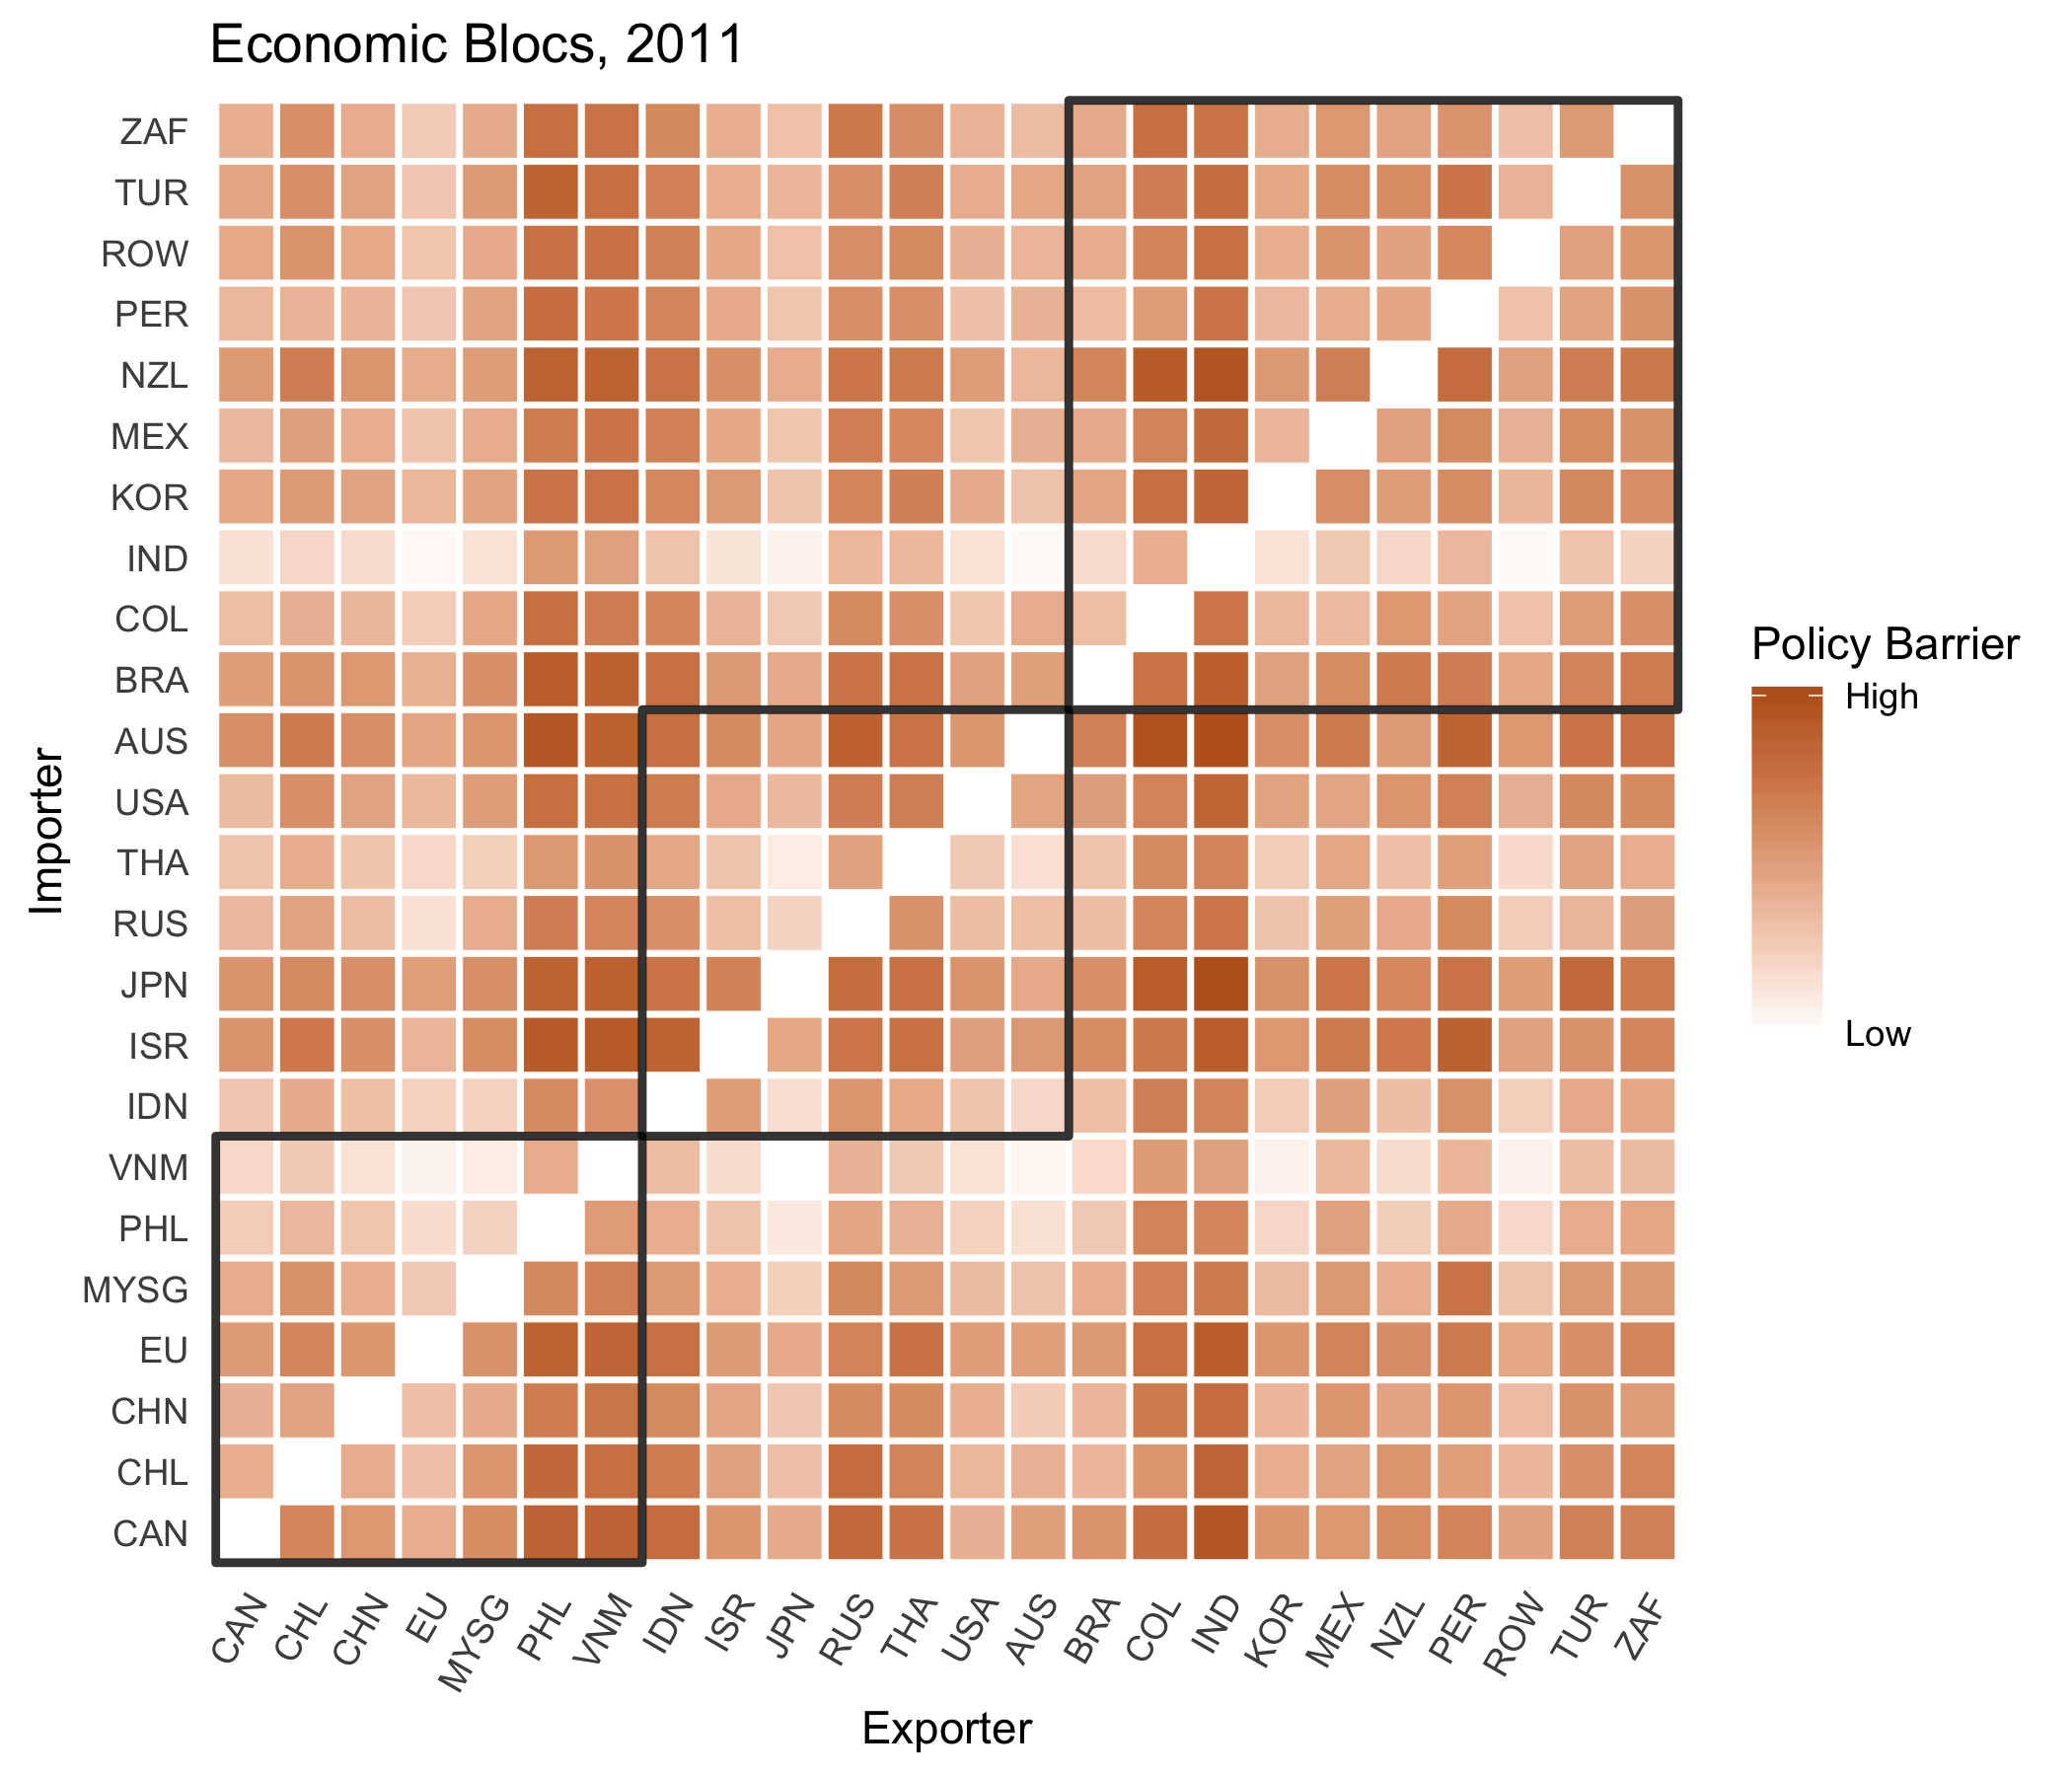 Economic Blocs, 2011
ZAF
TUR
ROW
PER
NZL
MEX
KOR
IND
COL
BRA
AUS
USA
THA
RUS
JPN
ISR
IDN
VNM
PHL
MYSG
EU
CHN
CHL
CAN
Importer
CAN
CHL
CHN
EU
MYSG
PHL
VNM
IDN
ISR
JPN
RUS
THA
USA
AUS
BRA
COL
IND
KOR
MEX
NZL
PER
ROW
TUR
ZAF
Exporter
Policy Barrier
High
Low